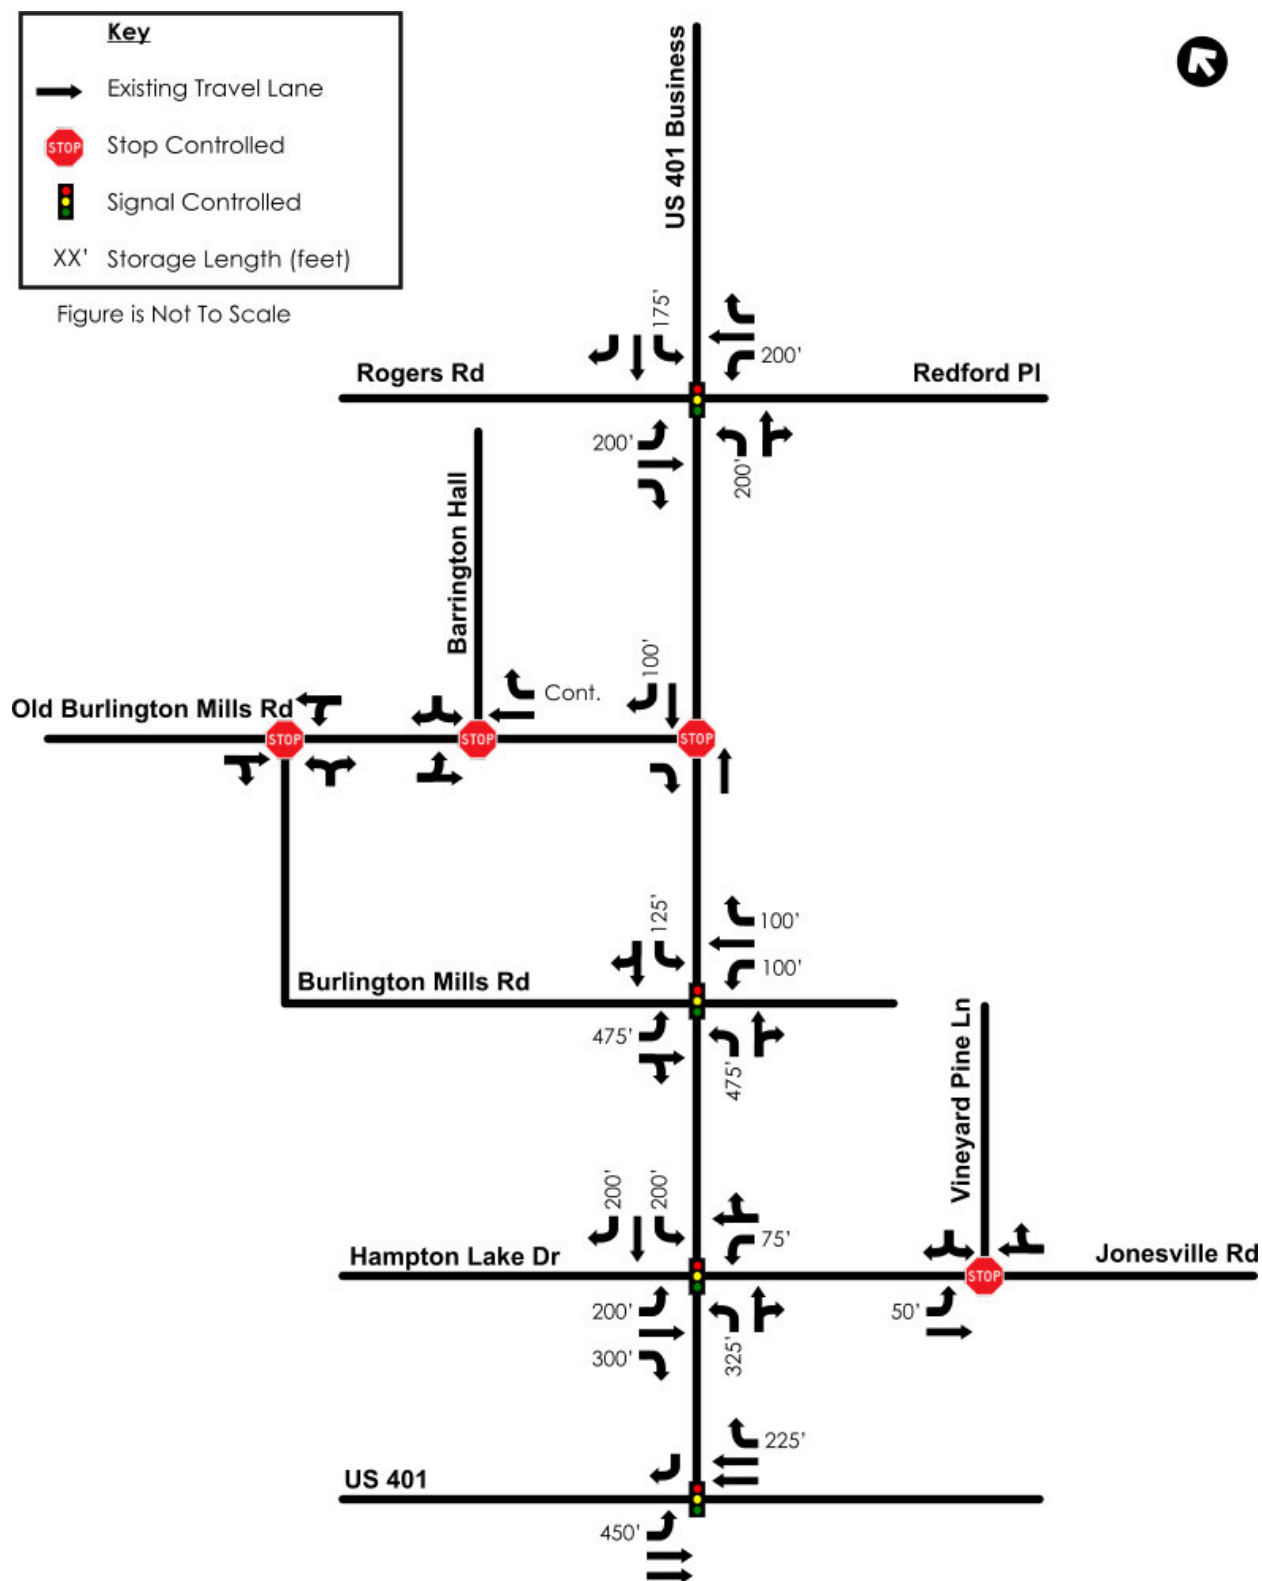 Key
Existing Travel Lane
STOP Stop Controlled
Signal Controlled
XX' Storage Length (feet)
Figure is Not To Scale
US 401 Business
175'
200'
Rogers Rd
Redford Pl
200'
200'
Barrington Hall
100'
Cont.
Old Burlington Mills Rd
STOP
STOP
STOP
125'
100'
100'
Burlington Mills Rd
475'
475'
Vineyard Pine Ln
200'
200'
75'
Hampton Lake Dr
Jonesville Rd
STOP
200'
50'
300'
325'
225'
US 401
450'